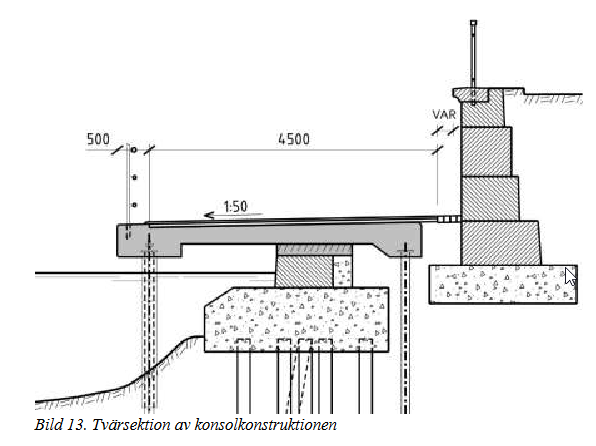 VAR
500
4500
1:50
Bild 13. Tvärsektion av konsolkonstruktionen